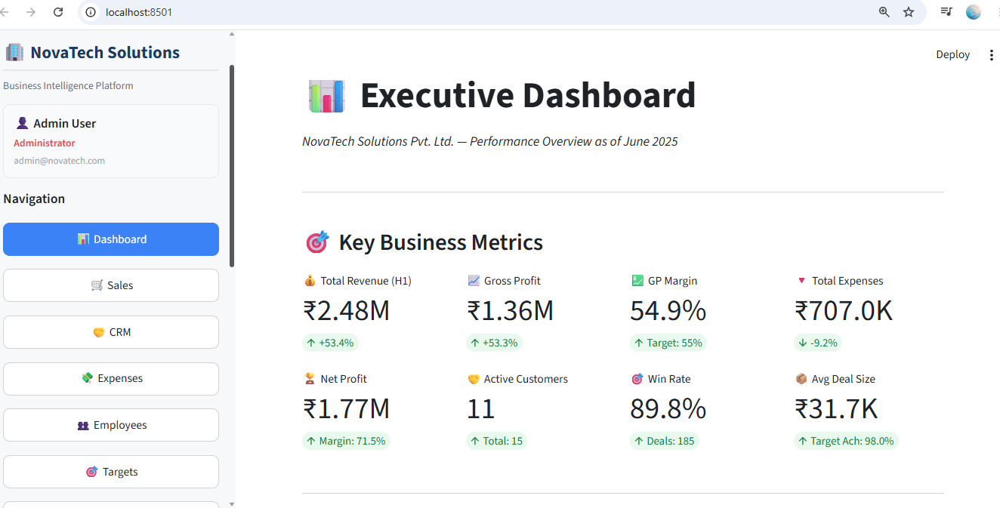 localhost:8501
NovaTech Solutions
Business Intelligence Platform
Admin User
Administrator
admin@novatech.com
Navigation
Dashboard
Sales
CRM
Expenses
Employees
Targets
Deploy
Executive Dashboard
NovaTech Solutions Pvt. Ltd. — Performance Overview as of June 2025
Key Business Metrics
Total Revenue (H1)
₹2.48M
↑ +53.4%
Gross Profit
₹1.36M
↑ +53.3%
GP Margin
54.9%
↑ Target: 55%
Total Expenses
₹707.0K
↓ -9.2%
Net Profit
₹1.77M
↑ Margin: 71.5%
Active Customers
11
↑ Total: 15
Win Rate
89.8%
↑ Deals: 185
Avg Deal Size
₹31.7K
↑ Target Ach: 98.0%